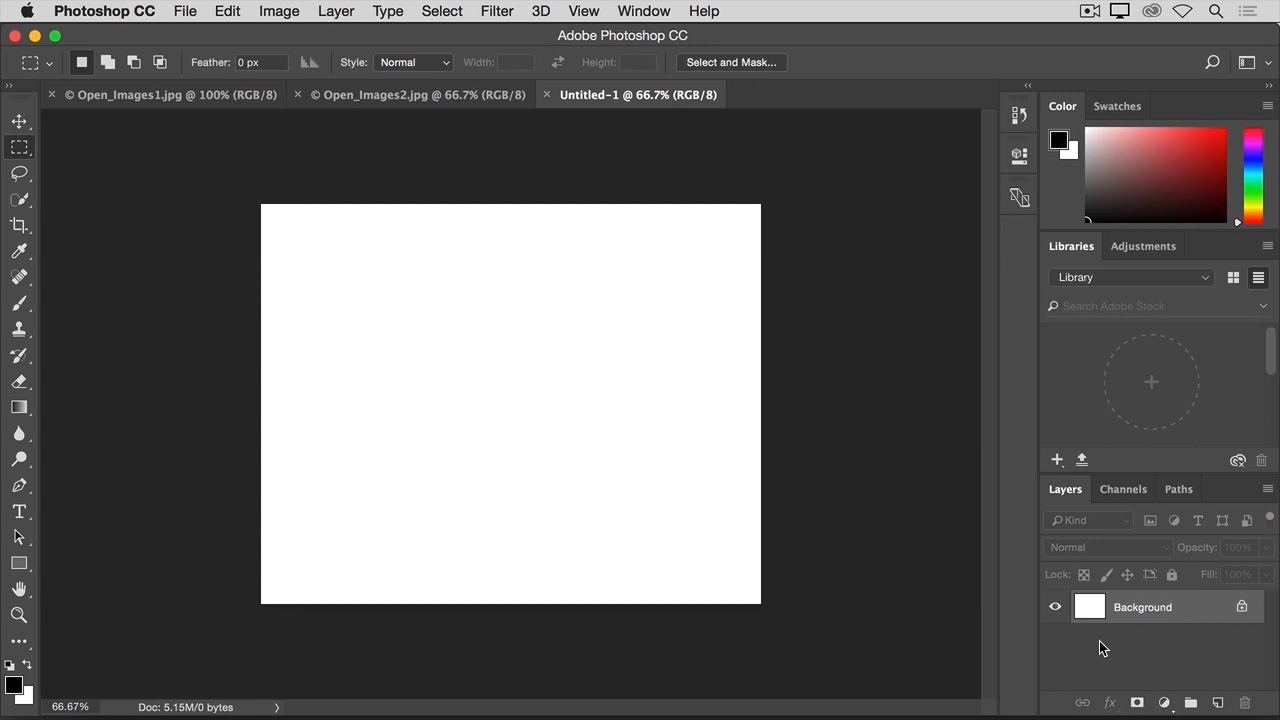 Photoshop CC File Edit Image Layer Type Select Filter 3D View Window Help
Adobe Photoshop CC
Feather: 0 px Style: Normal Width: Height: Select and Mask...
© Open_Images1.jpg @ 100% (RGB/8) © Open_Images2.jpg @ 66.7% (RGB/8) Untitled-1 @ 66.7% (RGB/8)
Color Swatches
Libraries Adjustments
Library
Search Adobe Stock
Layers Channels Paths
Kind
Normal Opacity: 100%
Lock: Fill: 100%
Background
66.67% Doc: 5.15M/0 bytes